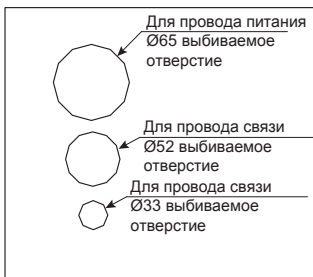 Для провода питания
Ø65 выбиваемое
отверстие
Для провода связи
Ø52 выбиваемое
отверстие
Для провода связи
Ø33 выбиваемое
отверстие